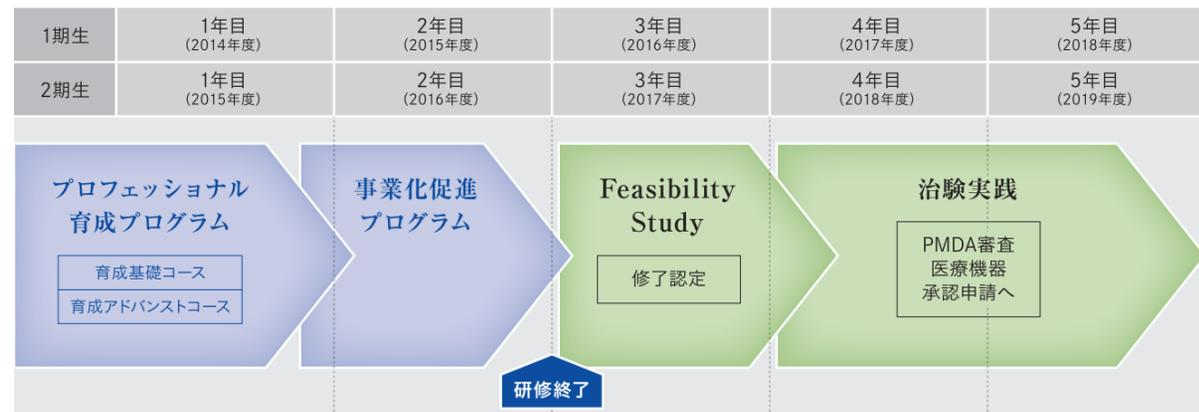 1期生
1年目
(2014年度)
2年目
(2015年度)
3年目
(2016年度)
4年目
(2017年度)
5年目
(2018年度)
2期生
1年目
(2015年度)
2年目
(2016年度)
3年目
(2017年度)
4年目
(2018年度)
5年目
(2019年度)
プロフェッショナル
育成プログラム
育成基礎コース
育成アドバンストコース
事業化促進
プログラム
Feasibility
Study
修了認定
治験実践
PMDA審査
医療機器
承認申請へ
研修終了